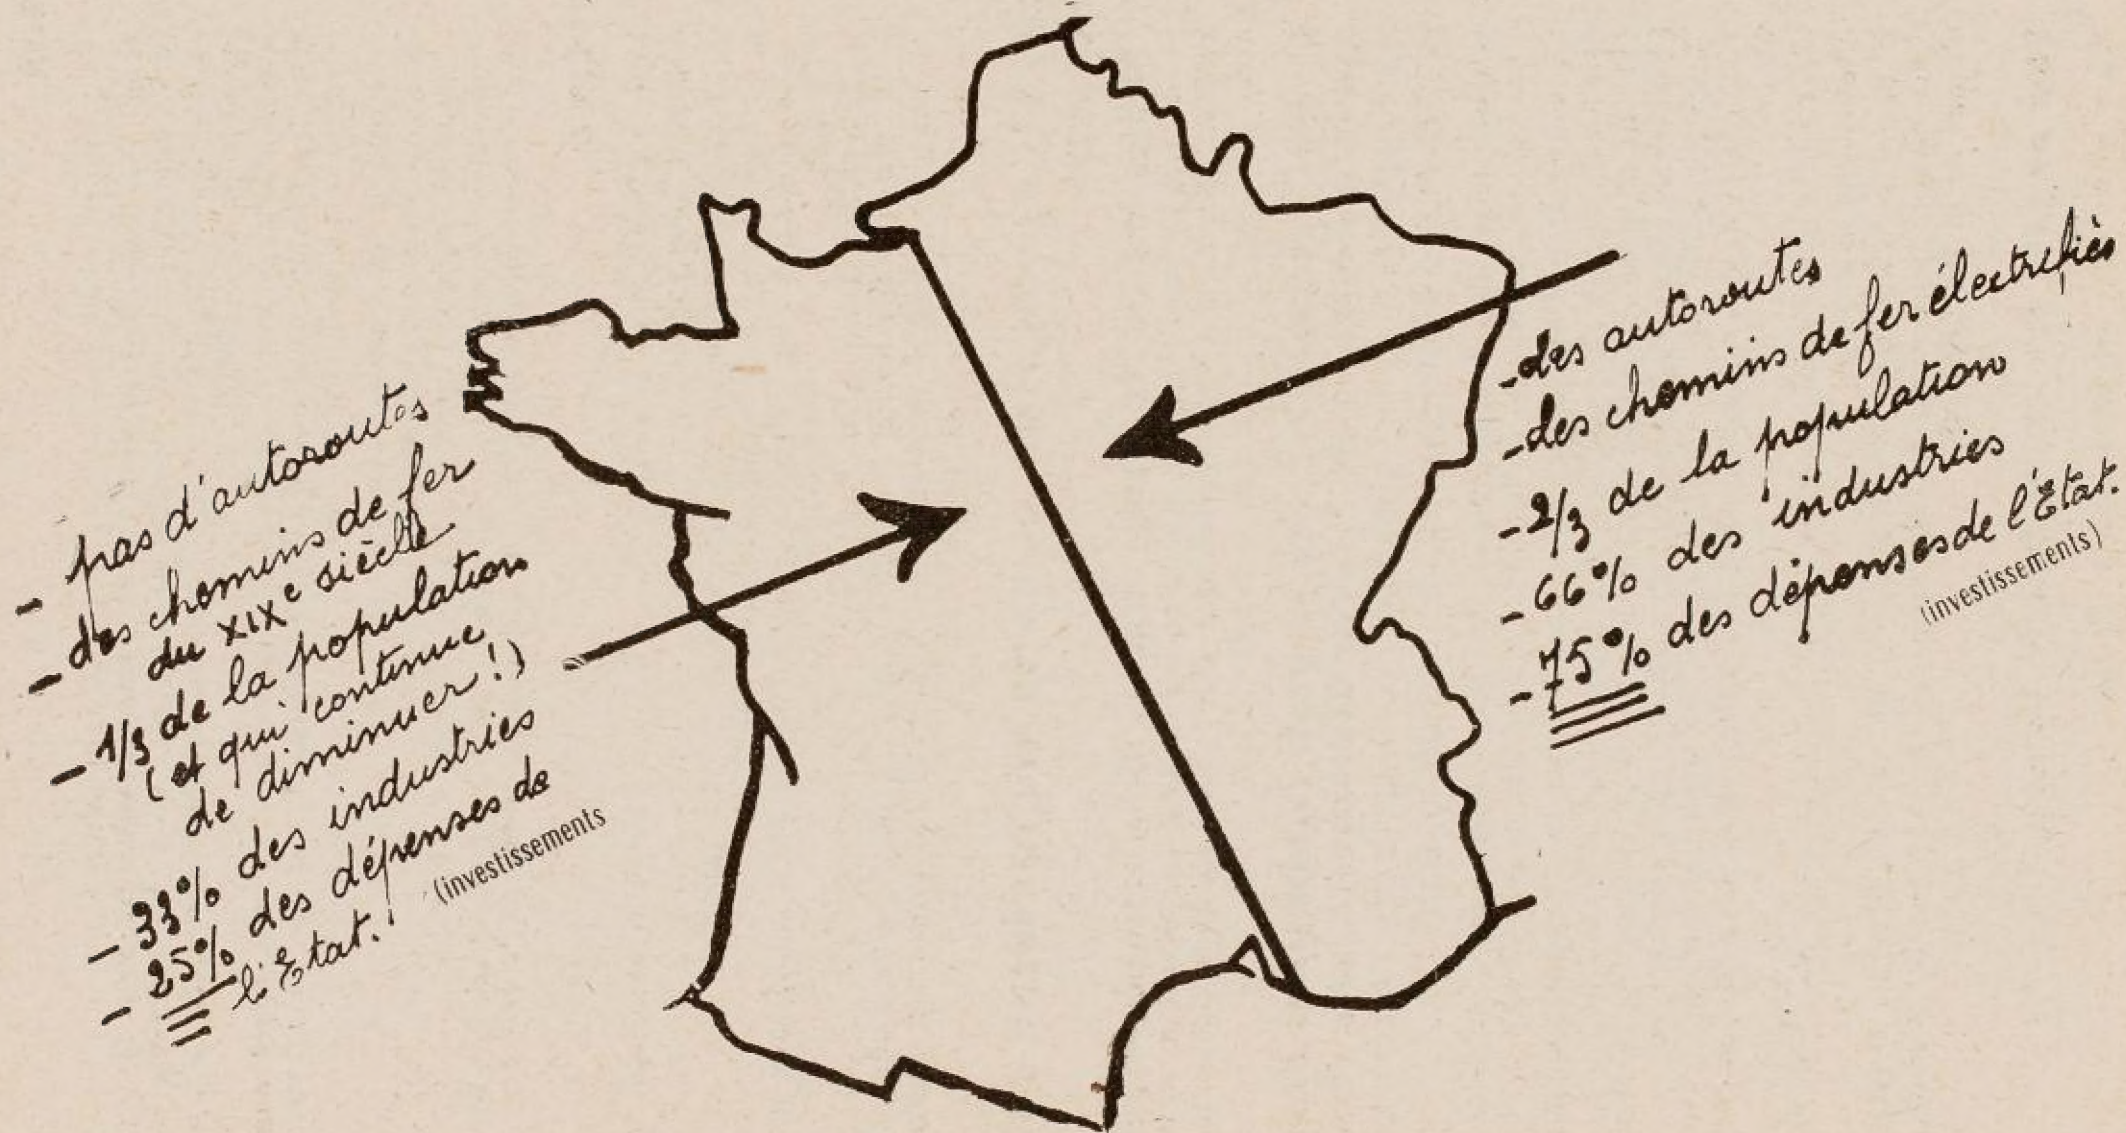 - pas d'autoroutes
- des chemins de fer
du XIXe siècle
- 1/3 de la population
(et qui continue
de diminuer !)
- 33% des industries
- 25% des dépenses de
l'Etat.
(investissements
- des autoroutes
- des chemins de fer électrifiés
- 2/3 de la population
- 66% des industries
- 75% des dépenses de l'Etat.
(investissements)